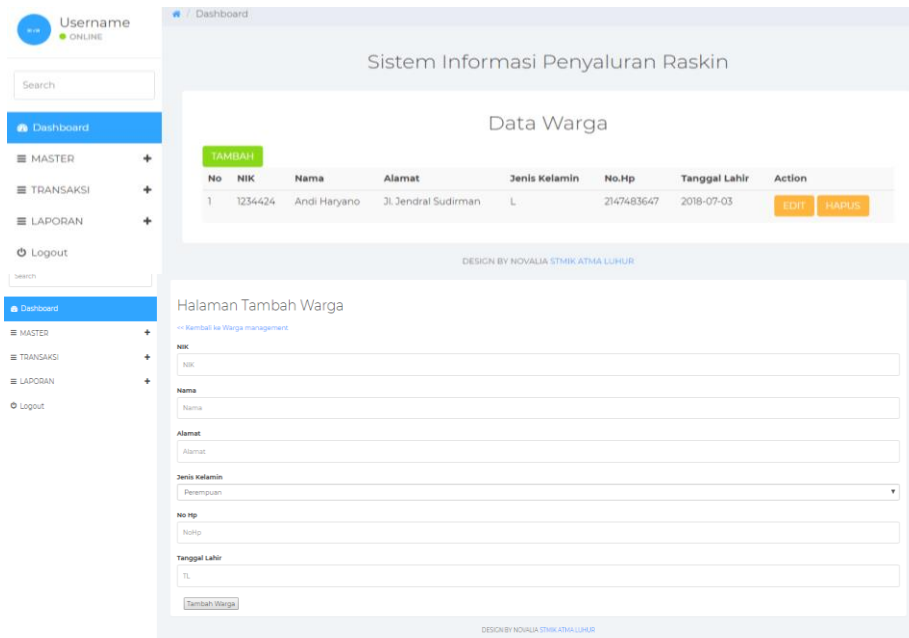 Username
ONLINE
Search
Dashboard
MASTER
TRANSAKSI
LAPORAN
Logout
/ Dashboard
Sistem Informasi Penyaluran Raskin
Data Warga
TAMBAH
No NIK Nama Alamat Jenis Kelamin No.Hp Tanggal Lahir Action
1 1234424 Andi Haryano Jl. Jendral Sudirman L 2147483647 2018-07-03 EDIT HAPUS
DESIGN BY NOVALIA STMIK ATMA LUHUR
Search
Dashboard
MASTER
TRANSAKSI
LAPORAN
Logout
Halaman Tambah Warga
<< Kembali ke Warga management
NIK
NIK
Nama
Nama
Alamat
Alamat
Jenis Kelamin
Perempuan
No Hp
NoHp
Tanggal Lahir
TL
Tambah Warga
DESIGN BY NOVALIA STMIK ATMA LUHUR